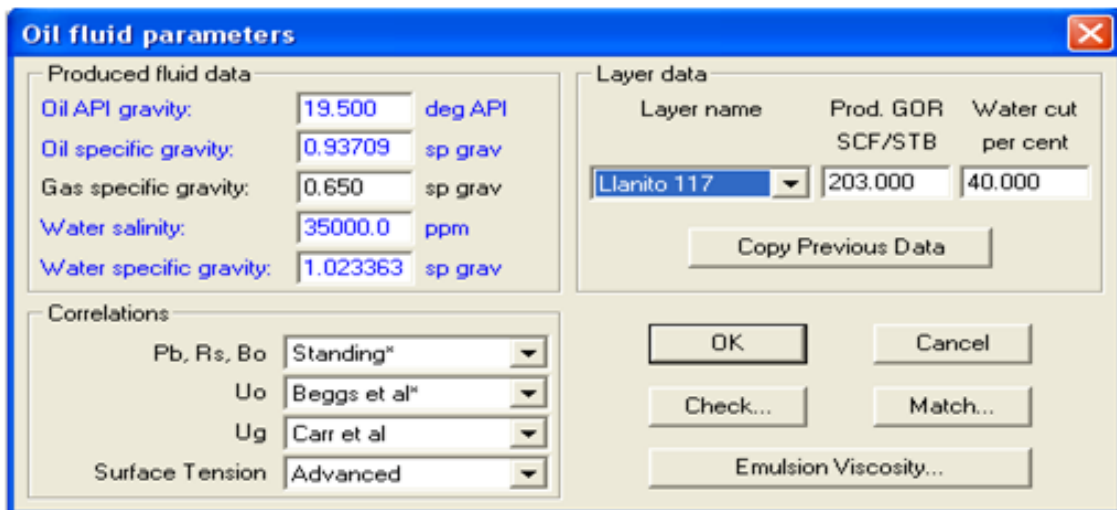 Oil fluid parameters
Produced fluid data
Oil API gravity: 19.500 deg API
Oil specific gravity: 0.93709 sp grav
Gas specific gravity: 0.650 sp grav
Water salinity: 35000.0 ppm
Water specific gravity: 1.023363 sp grav
Layer data
Layer name Prod. GOR Water cut
SCF/STB per cent
Llanito 117 203.000 40.000
Copy Previous Data
Correlations
Pb, Rs, Bo Standing*
Uo Beggs et al*
Ug Carr et al
Surface Tension Advanced
OK Cancel
Check... Match...
Emulsion Viscosity...